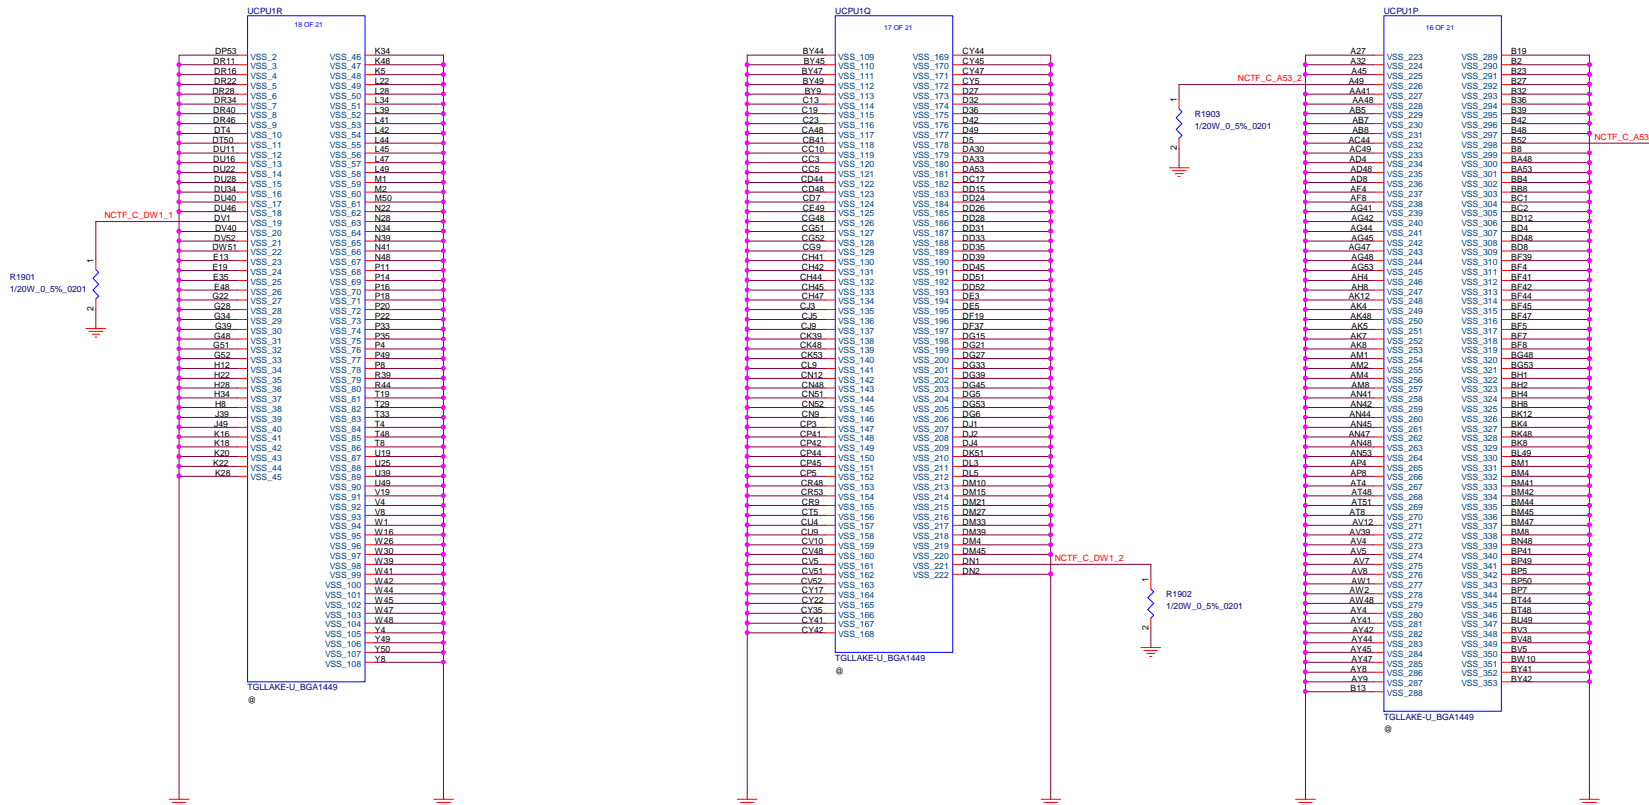 UCPU1R
18 OF 21
DP53 VSS_2 VSS_46 K34
DR11 VSS_3 VSS_47 K48
DR16 VSS_4 VSS_48 K5
DR22 VSS_5 VSS_49 L22
DR28 VSS_6 VSS_50 L28
DR34 VSS_7 VSS_51 L34
DR40 VSS_8 VSS_52 L39
DR46 VSS_9 VSS_53 L41
DT4 VSS_10 VSS_54 L42
DT50 VSS_11 VSS_55 L44
DU11 VSS_12 VSS_56 L45
DU16 VSS_13 VSS_57 L47
DU22 VSS_14 VSS_58 L49
DU28 VSS_15 VSS_59 M1
DU34 VSS_16 VSS_60 M2
DU40 VSS_17 VSS_61 M50
DU46 VSS_18 VSS_62 N22
NCTF_C_DW1_1 DV1 VSS_19 VSS_63 N28
DV40 VSS_20 VSS_64 N34
DV52 VSS_21 VSS_65 N39
DW51 VSS_22 VSS_66 N41
E13 VSS_23 VSS_67 N48
E19 VSS_24 VSS_68 P11
E35 VSS_25 VSS_69 P14
E48 VSS_26 VSS_70 P16
G22 VSS_27 VSS_71 P18
G28 VSS_28 VSS_72 P20
G34 VSS_29 VSS_73 P22
G39 VSS_30 VSS_74 P33
G48 VSS_31 VSS_75 P35
G51 VSS_32 VSS_76 P4
G52 VSS_33 VSS_77 P49
H12 VSS_34 VSS_78 P8
H22 VSS_35 VSS_79 R39
H28 VSS_36 VSS_80 R44
H34 VSS_37 VSS_81 T19
H8 VSS_38 VSS_82 T29
J39 VSS_39 VSS_83 T33
J49 VSS_40 VSS_84 T4
K16 VSS_41 VSS_85 T48
K18 VSS_42 VSS_86 T8
K20 VSS_43 VSS_87 U19
K22 VSS_44 VSS_88 U25
K28 VSS_45 VSS_89 U39
VSS_90 U49
VSS_91 V19
VSS_92 V4
VSS_93 V8
VSS_94 W1
VSS_95 W16
VSS_96 W26
VSS_97 W30
VSS_98 W39
VSS_99 W41
VSS_100 W42
VSS_101 W44
VSS_102 W45
VSS_103 W47
VSS_104 W48
VSS_105 Y4
VSS_106 Y49
VSS_107 Y50
VSS_108 Y8
TGLLAKE-U_BGA1449
@
1
R1901
1/20W_0_5%_0201
2
UCPU1Q
17 OF 21
BY44 VSS_109 VSS_169 CY44
BY45 VSS_110 VSS_170 CY45
BY47 VSS_111 VSS_171 CY47
BY49 VSS_112 VSS_172 CY5
BY9 VSS_113 VSS_173 D27
C13 VSS_114 VSS_174 D32
C19 VSS_115 VSS_175 D36
C23 VSS_116 VSS_176 D42
CA48 VSS_117 VSS_177 D49
CB41 VSS_118 VSS_178 D5
CC10 VSS_119 VSS_179 DA30
CC3 VSS_120 VSS_180 DA33
CC5 VSS_121 VSS_181 DA53
CD44 VSS_122 VSS_182 DC17
CD48 VSS_123 VSS_183 DD15
CD7 VSS_124 VSS_184 DD24
CE49 VSS_125 VSS_185 DD26
CG48 VSS_126 VSS_186 DD28
CG51 VSS_127 VSS_187 DD31
CG52 VSS_128 VSS_188 DD33
CG9 VSS_129 VSS_189 DD35
CH41 VSS_130 VSS_190 DD39
CH42 VSS_131 VSS_191 DD45
CH44 VSS_132 VSS_192 DD51
CH45 VSS_133 VSS_193 DD52
CH47 VSS_134 VSS_194 DE3
CJ3 VSS_135 VSS_195 DE5
CJ5 VSS_136 VSS_196 DF19
CJ9 VSS_137 VSS_197 DF37
CK39 VSS_138 VSS_198 DG15
CK48 VSS_139 VSS_199 DG21
CK53 VSS_140 VSS_200 DG27
CL9 VSS_141 VSS_201 DG33
CN12 VSS_142 VSS_202 DG39
CN48 VSS_143 VSS_203 DG45
CN51 VSS_144 VSS_204 DG5
CN52 VSS_145 VSS_205 DG53
CN9 VSS_146 VSS_206 DG6
CP3 VSS_147 VSS_207 DJ1
CP41 VSS_148 VSS_208 DJ2
CP42 VSS_149 VSS_209 DJ4
CP44 VSS_150 VSS_210 DK51
CP45 VSS_151 VSS_211 DL3
CP5 VSS_152 VSS_212 DL5
CR48 VSS_153 VSS_213 DM10
CR53 VSS_154 VSS_214 DM15
CR9 VSS_155 VSS_215 DM21
CT5 VSS_156 VSS_216 DM27
CU4 VSS_157 VSS_217 DM33
CU9 VSS_158 VSS_218 DM39
CV10 VSS_159 VSS_219 DM4
CV48 VSS_160 VSS_220 DM45
CV5 VSS_161 VSS_221 DN1 NCTF_C_DW1_2
CV51 VSS_162 VSS_222 DN2
CV52 VSS_163
CY17 VSS_164
CY22 VSS_165
CY35 VSS_166
CY41 VSS_167
CY42 VSS_168
TGLLAKE-U_BGA1449
@
1
R1902
1/20W_0_5%_0201
2
UCPU1P
16 OF 21
A27 VSS_223 VSS_289 B19
A32 VSS_224 VSS_290 B2
A45 VSS_225 VSS_291 B23
NCTF_C_A53_2 A49 VSS_226 VSS_292 B27
AA41 VSS_227 VSS_293 B32
AA48 VSS_228 VSS_294 B36
AB5 VSS_229 VSS_295 B39
AB7 VSS_230 VSS_296 B42
AB8 VSS_231 VSS_297 B48
AC44 VSS_232 VSS_298 B52 NCTF_C_A53
AC49 VSS_233 VSS_299 B8
AD4 VSS_234 VSS_300 BA48
AD48 VSS_235 VSS_301 BA53
AD8 VSS_236 VSS_302 BB4
AF4 VSS_237 VSS_303 BB8
AF8 VSS_238 VSS_304 BC1
AG41 VSS_239 VSS_305 BC2
AG42 VSS_240 VSS_306 BD12
AG44 VSS_241 VSS_307 BD4
AG45 VSS_242 VSS_308 BD48
AG47 VSS_243 VSS_309 BD8
AG48 VSS_244 VSS_310 BF39
AG53 VSS_245 VSS_311 BF4
AH4 VSS_246 VSS_312 BF41
AH8 VSS_247 VSS_313 BF42
AK12 VSS_248 VSS_314 BF44
AK4 VSS_249 VSS_315 BF45
AK48 VSS_250 VSS_316 BF47
AK5 VSS_251 VSS_317 BF5
AK7 VSS_252 VSS_318 BF7
AK8 VSS_253 VSS_319 BF8
AM1 VSS_254 VSS_320 BG48
AM2 VSS_255 VSS_321 BG53
AM4 VSS_256 VSS_322 BH1
AM8 VSS_257 VSS_323 BH2
AN41 VSS_258 VSS_324 BH4
AN42 VSS_259 VSS_325 BH8
AN44 VSS_260 VSS_326 BK12
AN45 VSS_261 VSS_327 BK4
AN47 VSS_262 VSS_328 BK48
AN48 VSS_263 VSS_329 BK8
AN53 VSS_264 VSS_330 BL49
AP4 VSS_265 VSS_331 BM1
AP8 VSS_266 VSS_332 BM4
AT4 VSS_267 VSS_333 BM41
AT48 VSS_268 VSS_334 BM42
AT51 VSS_269 VSS_335 BM44
AT8 VSS_270 VSS_336 BM45
AV12 VSS_271 VSS_337 BM47
AV39 VSS_272 VSS_338 BM8
AV4 VSS_273 VSS_339 BN48
AV5 VSS_274 VSS_340 BP41
AV7 VSS_275 VSS_341 BP49
AV8 VSS_276 VSS_342 BP5
AW1 VSS_277 VSS_343 BP50
AW2 VSS_278 VSS_344 BP7
AW48 VSS_279 VSS_345 BT44
AY4 VSS_280 VSS_346 BT48
AY41 VSS_281 VSS_347 BU49
AY42 VSS_282 VSS_348 BV3
AY44 VSS_283 VSS_349 BV48
AY45 VSS_284 VSS_350 BV5
AY47 VSS_285 VSS_351 BW10
AY8 VSS_286 VSS_352 BY41
AY9 VSS_287 VSS_353 BY42
B13 VSS_288
TGLLAKE-U_BGA1449
@
1
R1903
1/20W_0_5%_0201
2